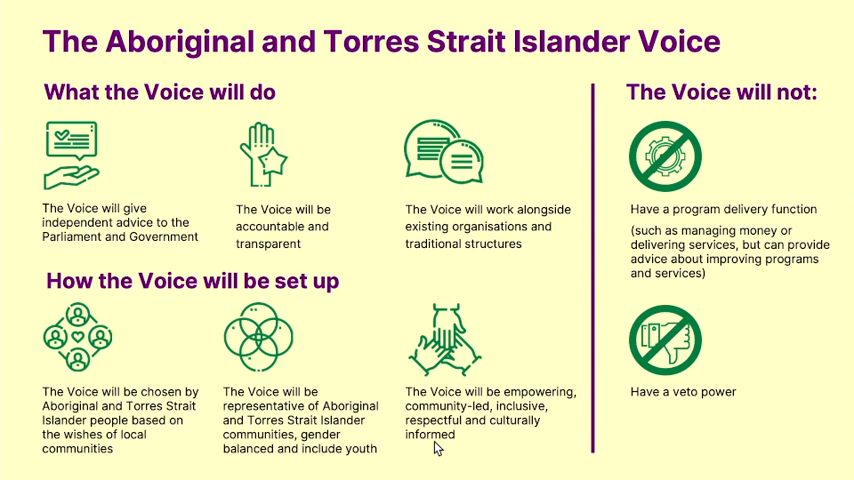 The Aboriginal and Torres Strait Islander Voice
What the Voice will do
The Voice will give
independent advice to the
Parliament and Government
The Voice will be
accountable and
transparent
The Voice will work alongside
existing organisations and
traditional structures
How the Voice will be set up
The Voice will be chosen by
Aboriginal and Torres Strait
Islander people based on
the wishes of local
communities
The Voice will be
representative of Aboriginal
and Torres Strait Islander
communities, gender
balanced and include youth
The Voice will be empowering,
community-led, inclusive,
respectful and culturally
informed
The Voice will not:
Have a program delivery function
(such as managing money or
delivering services, but can provide
advice about improving programs
and services)
Have a veto power